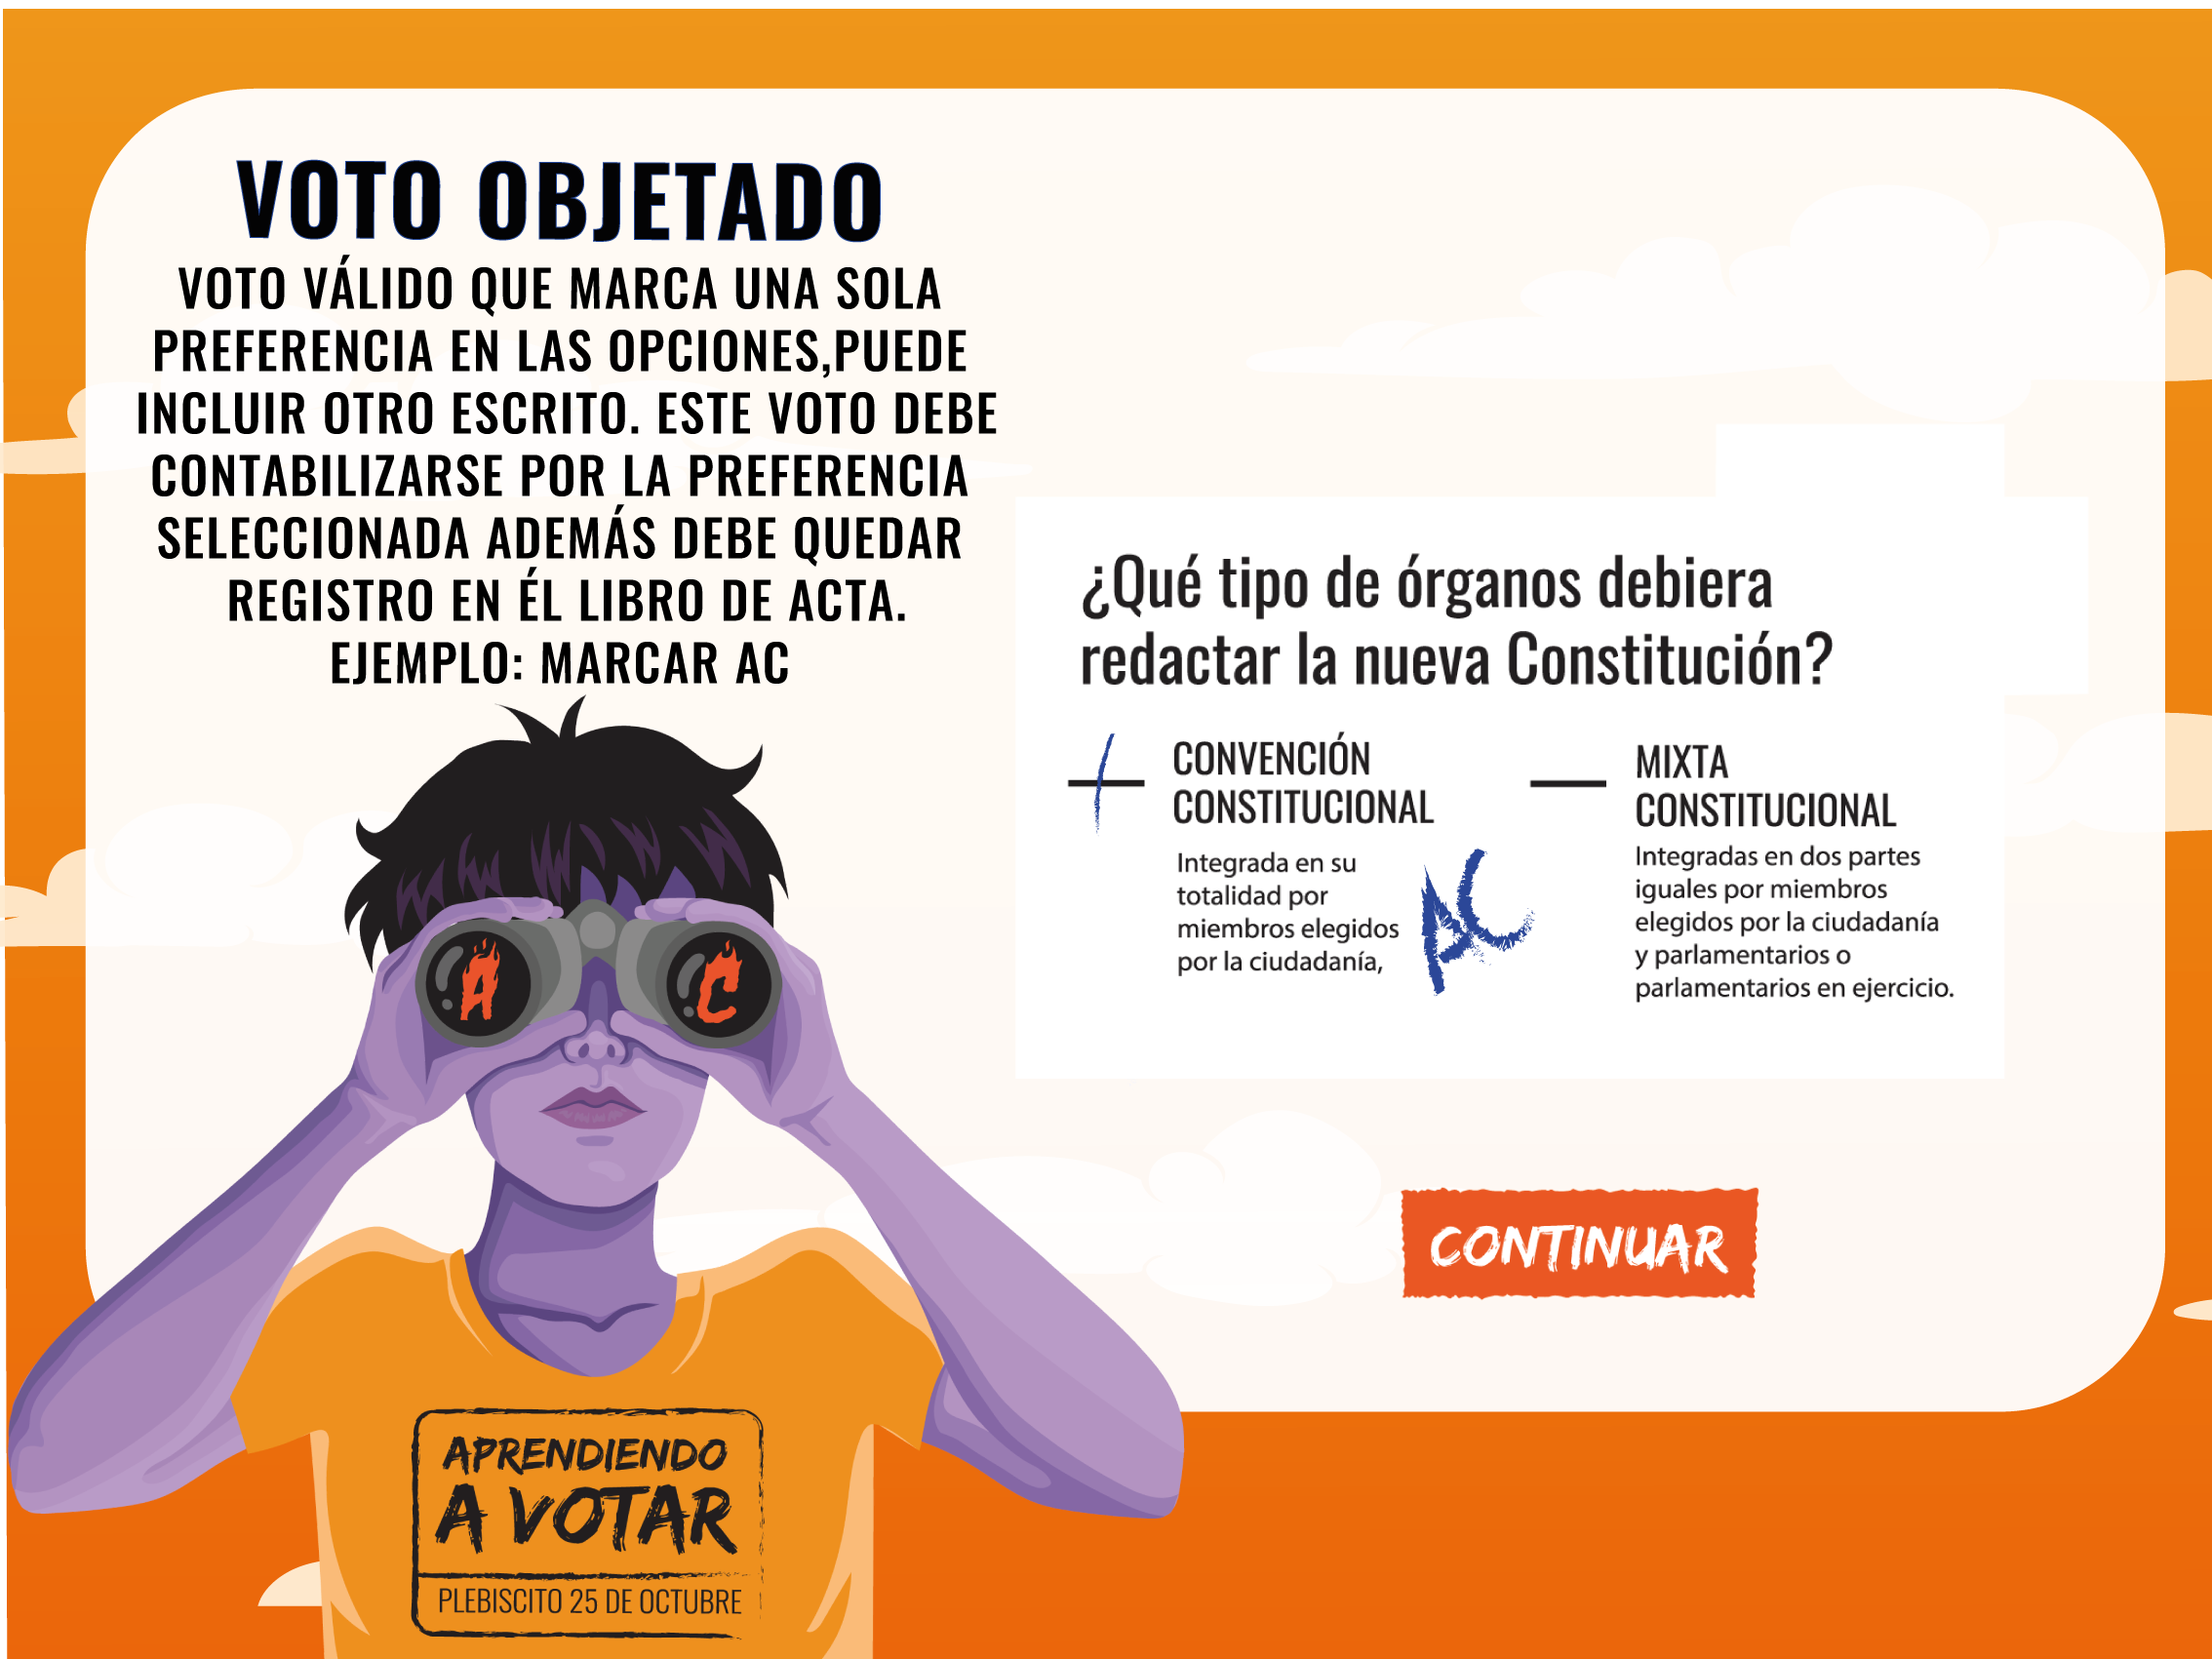 VOTO OBJETADO
VOTO VÁLIDO QUE MARCA UNA SOLA
PREFERENCIA EN LAS OPCIONES,PUEDE
INCLUIR OTRO ESCRITO. ESTE VOTO DEBE
CONTABILIZARSE POR LA PREFERENCIA
SELECCIONADA ADEMÁS DEBE QUEDAR
REGISTRO EN ÉL LIBRO DE ACTA.
EJEMPLO: MARCAR AC
¿Qué tipo de órganos debiera
redactar la nueva Constitución?
CONVENCIÓN
CONSTITUCIONAL
Integrada en su
totalidad por
miembros elegidos
por la ciudadanía,
AC
MIXTA
CONSTITUCIONAL
Integradas en dos partes
iguales por miembros
elegidos por la ciudadanía
y parlamentarios o
parlamentarios en ejercicio.
A C
CONTINUAR
APRENDIENDO
A VOTAR
PLEBISCITO 25 DE OCTUBRE